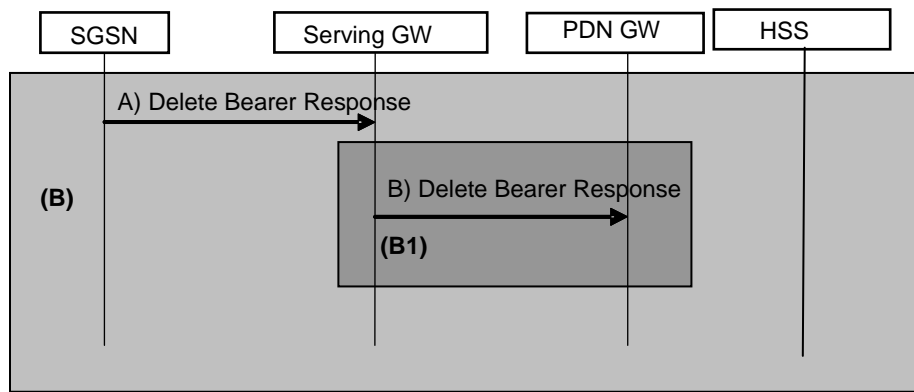 SGSN
Serving GW
PDN GW
HSS
A) Delete Bearer Response
(B)
B) Delete Bearer Response
(B1)